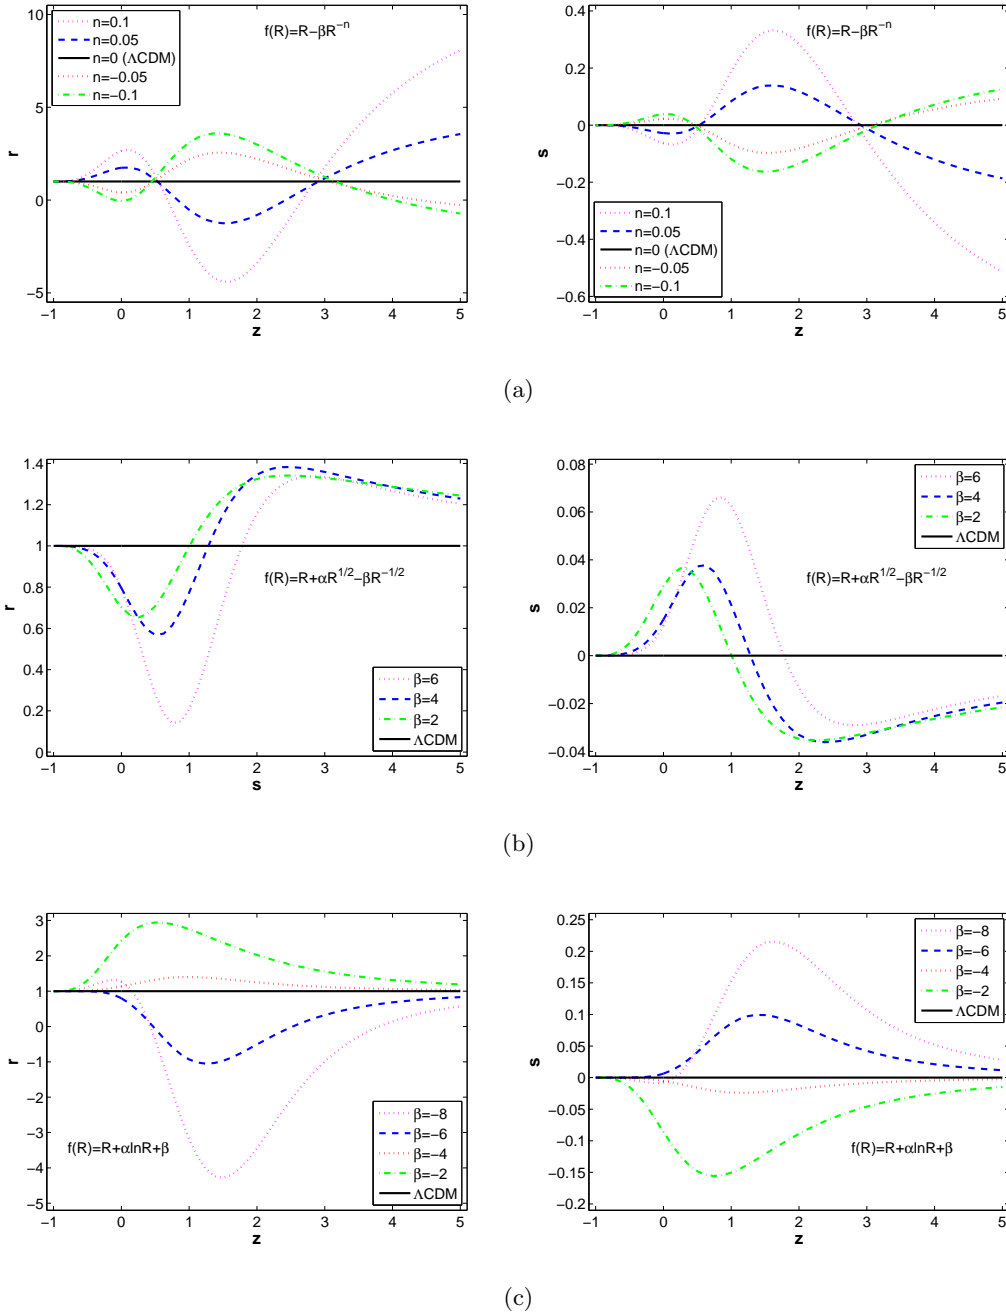 10
5
0
−5
−1 0 1 2 3 4 5
z
r
n=0.1
n=0.05
n=0 (ΛCDM)
n=−0.05
n=−0.1
f(R)=R−βR⁻ⁿ
0.4
0.2
0
−0.2
−0.4
−0.6
−1 0 1 2 3 4 5
z
s
f(R)=R−βR⁻ⁿ
n=0.1
n=0.05
n=0 (ΛCDM)
n=−0.05
n=−0.1
(a)
1.4
1.2
1
0.8
0.6
0.4
0.2
0
−1 0 1 2 3 4 5
s
r
f(R)=R+αR^{1/2}−βR^{−1/2}
β=6
β=4
β=2
ΛCDM
0.08
0.06
0.04
0.02
0
−0.02
−0.04
−1 0 1 2 3 4 5
z
s
β=6
β=4
β=2
ΛCDM
f(R)=R+αR^{1/2}−βR^{−1/2}
(b)
3
2
1
0
−1
−2
−3
−4
−5
−1 0 1 2 3 4 5
z
r
f(R)=R+αlnR+β
β=−8
β=−6
β=−4
β=−2
ΛCDM
0.25
0.2
0.15
0.1
0.05
0
−0.05
−0.1
−0.15
−0.2
−1 0 1 2 3 4 5
z
s
β=−8
β=−6
β=−4
β=−2
ΛCDM
f(R)=R+αlnR+β
(c)